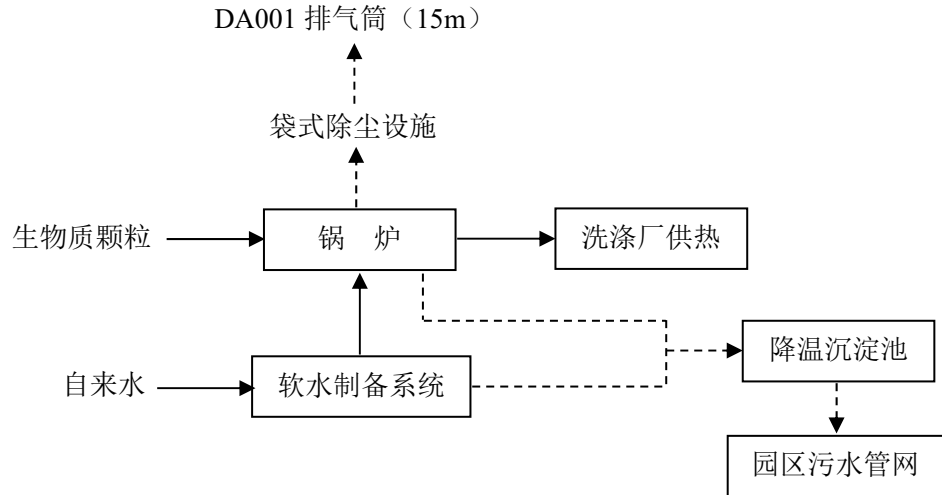 DA001 排气筒（15m）
袋式除尘设施
生物质颗粒
锅 炉
洗涤厂供热
降温沉淀池
自来水
软水制备系统
园区污水管网